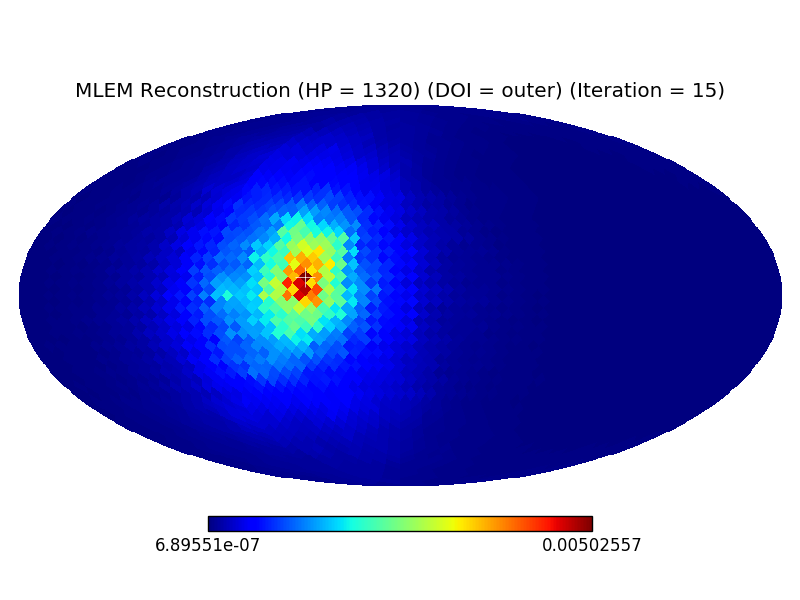 MLEM Reconstruction (HP = 1320) (DOI = outer) (Iteration = 15)
6.89551e-07 0.00502557